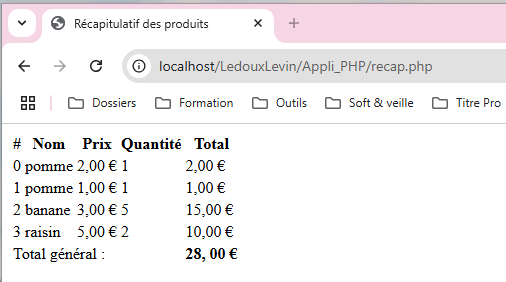 Récapitulatif des produits
localhost/LedouxLevin/Appli_PHP/recap.php
Dossiers Formation Outils Soft & veille Titre Pro
# Nom Prix Quantité Total
0 pomme 2,00 € 1 2,00 €
1 pomme 1,00 € 1 1,00 €
2 banane 3,00 € 5 15,00 €
3 raisin 5,00 € 2 10,00 €
Total général : 28, 00 €